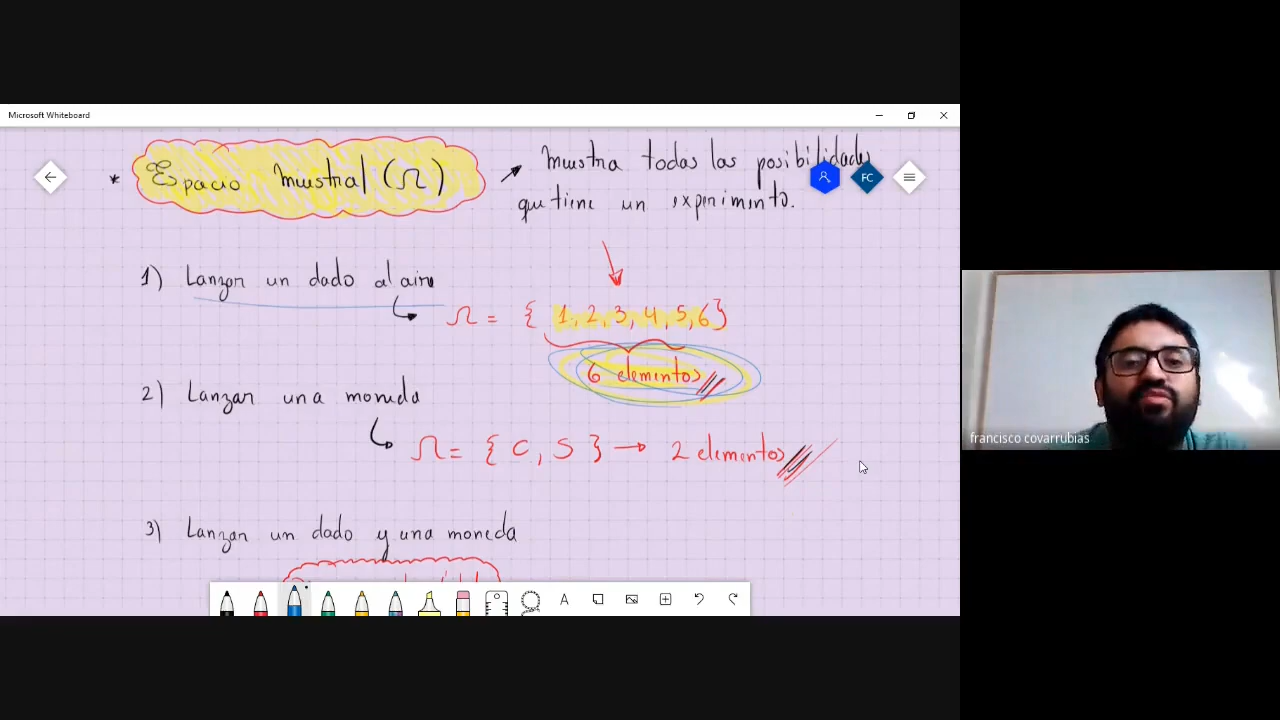 Microsoft Whiteboard
* Espacio Muestral (Ω) → Muestra todas las posibilidades
que tiene un experimento.
FC
1) Lanzar un dado al aire
Ω = { 1, 2, 3, 4, 5, 6}
6 elementos
2) Lanzar una moneda
Ω = { C, S } → 2 elementos
3) Lanzar un dado y una moneda
francisco covarrubias